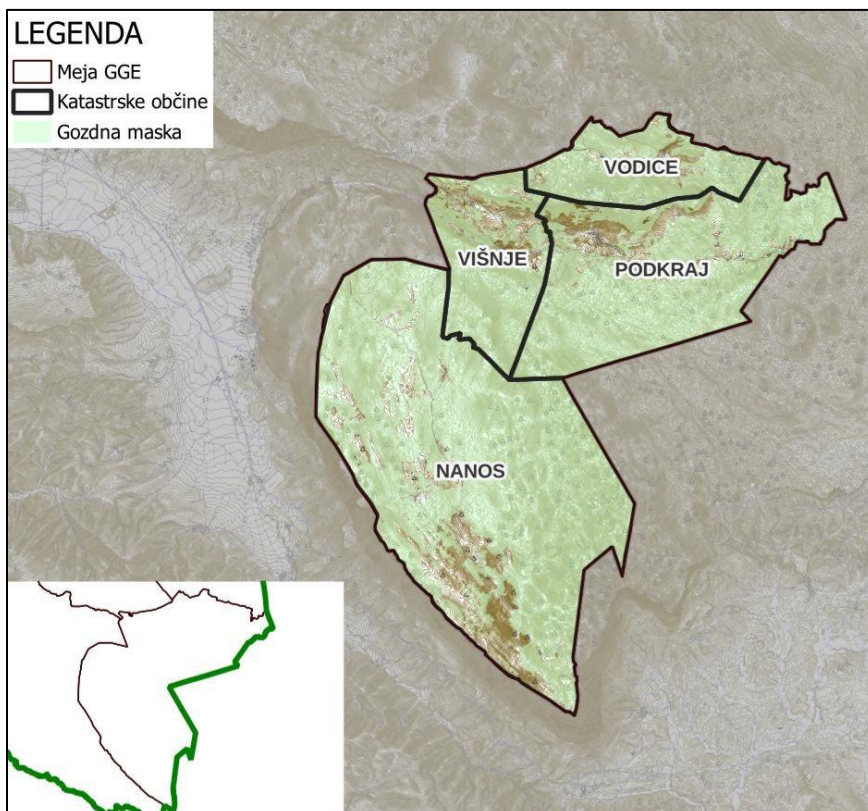 LEGENDA
Meja GGE
Katastrske občine
Gozdna maska
VODICE
VIŠNJE
PODKRAJ
NANOS